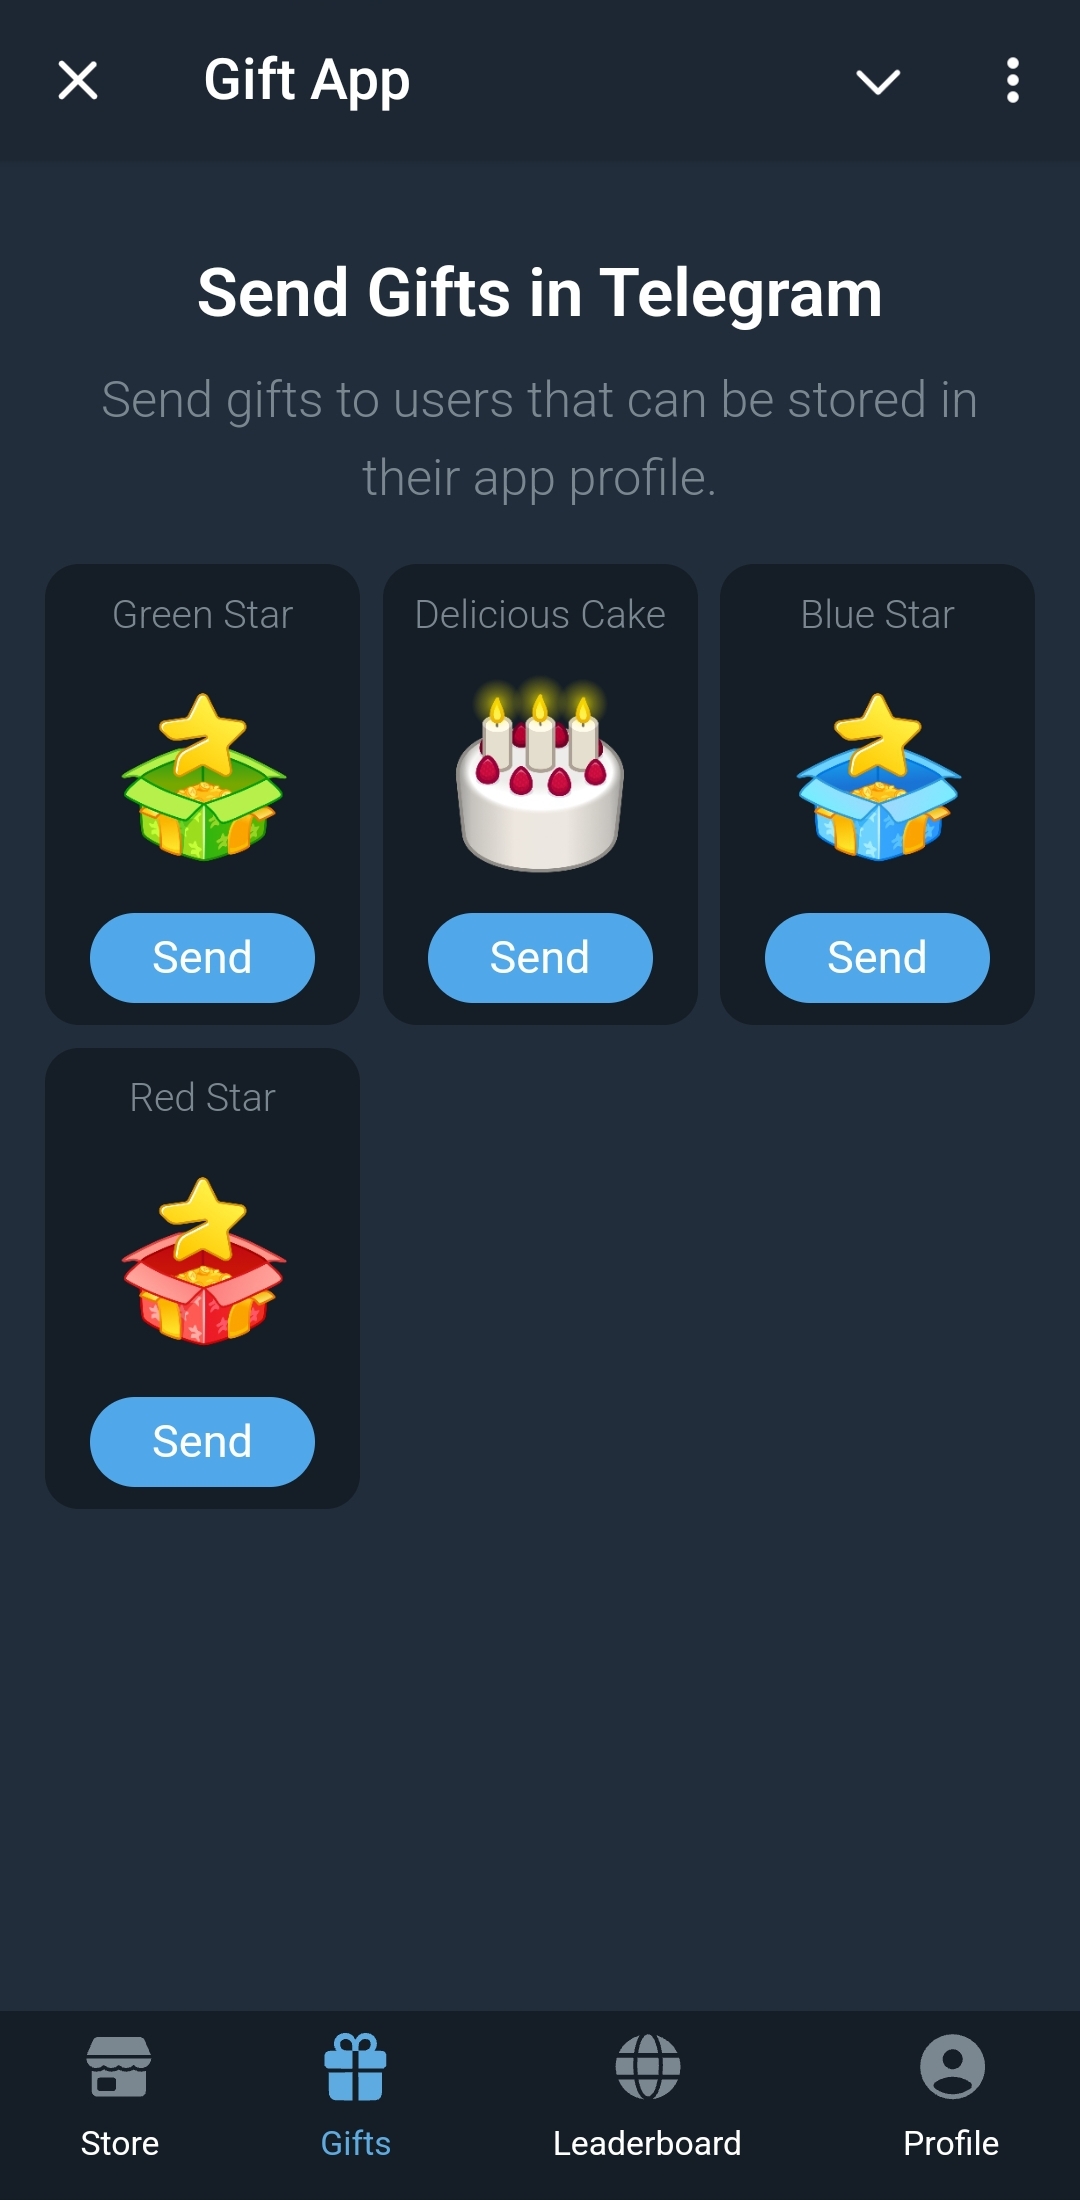 Gift App
Send Gifts in Telegram
Send gifts to users that can be stored in
their app profile.
Green Star
Delicious Cake
Blue Star
Send
Send
Send
Red Star
Send
Store
Gifts
Leaderboard
Profile